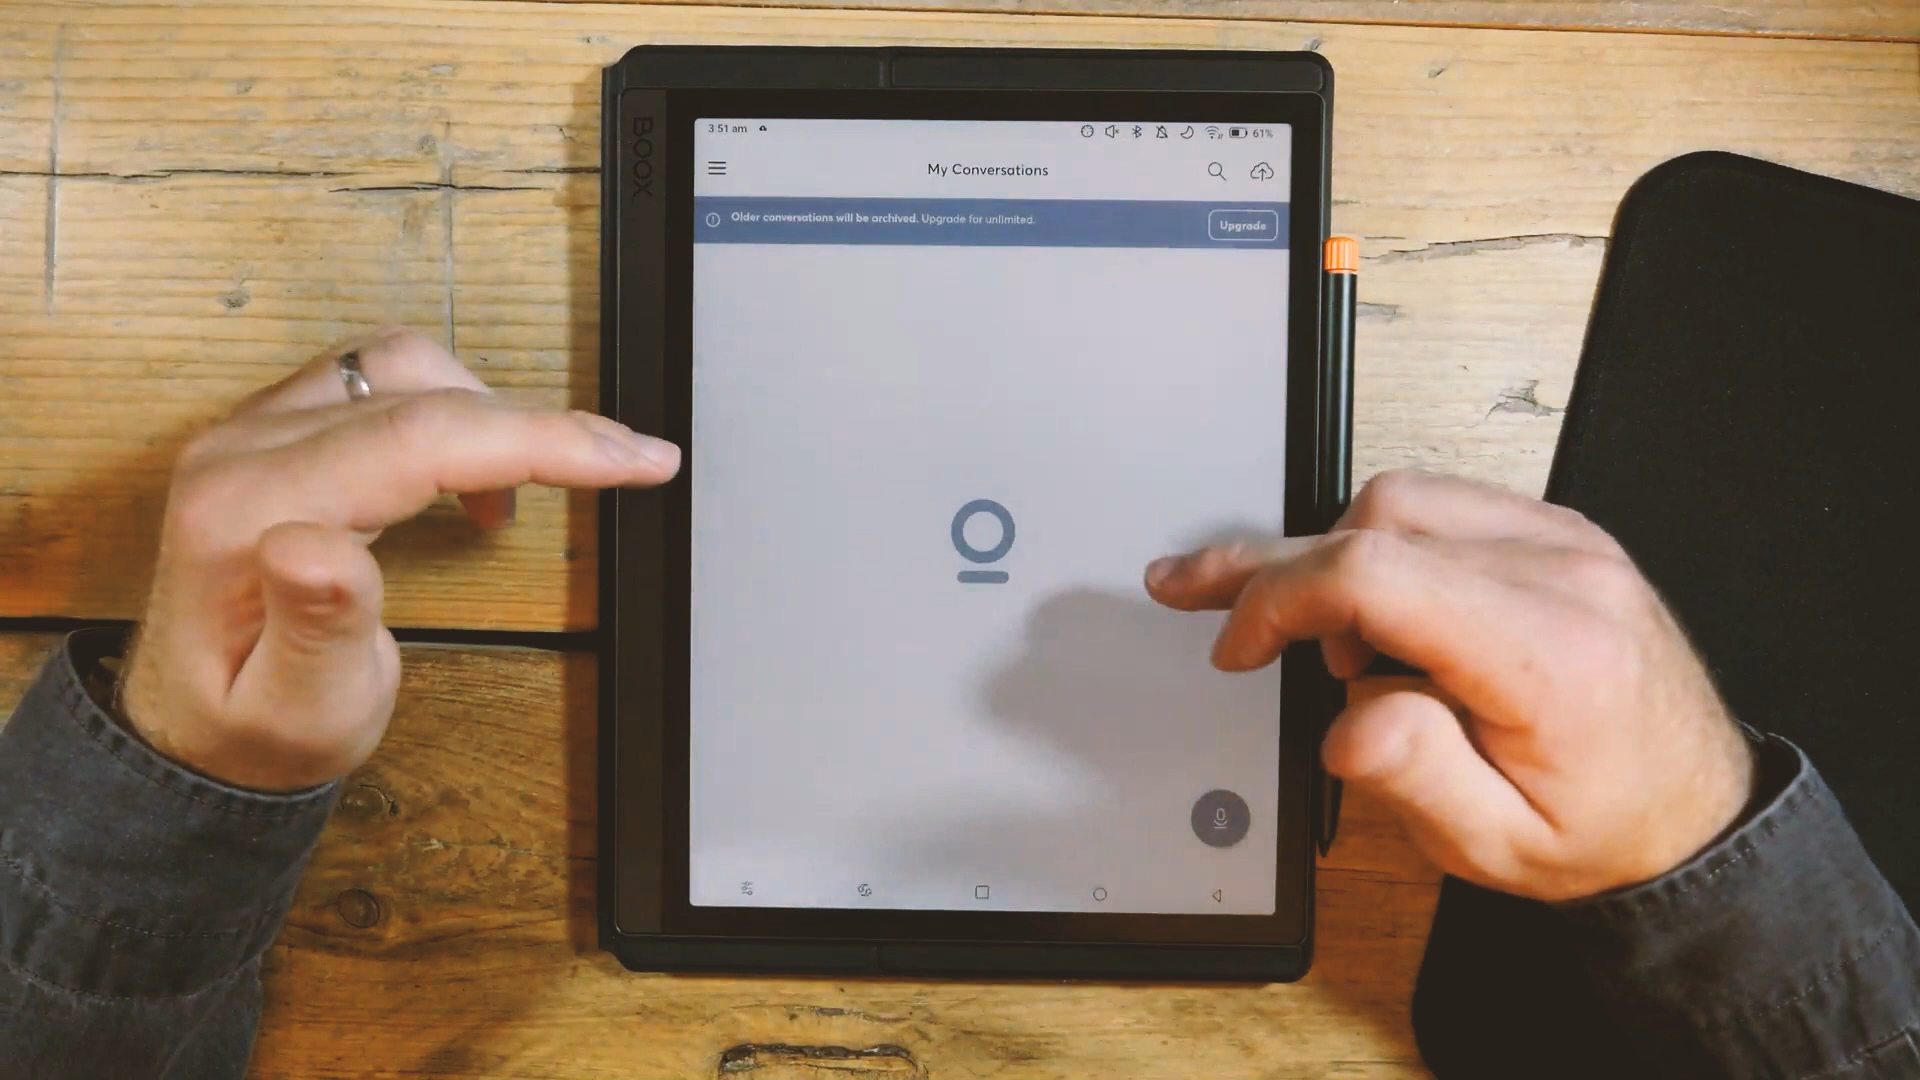 BOOX
3 51 am
61%
My Conversations
Older conversations will be archived. Upgrade for unlimited.
Upgrade